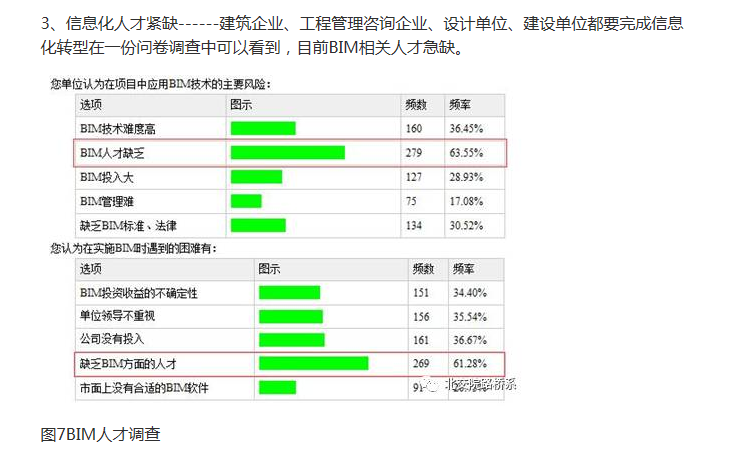 3、信息化人才紧缺------建筑企业、工程管理咨询企业、设计单位、建设单位都要完成信息
化转型在一份问卷调查中可以看到，目前BIM相关人才急缺。
您单位认为在项目中应用BIM技术的主要风险：
选项 图示 频数 频率
BIM技术难度高 160 36.45%
BIM人才缺乏 279 63.55%
BIM投入大 127 28.93%
BIM管理难 75 17.08%
缺乏BIM标准、法律 134 30.52%
您认为在实施BIM时遇到的困难有：
选项 图示 频数 频率
BIM投资收益的不确定性 151 34.40%
单位领导不重视 156 35.54%
公司没有投入 161 36.67%
缺乏BIM方面的人才 269 61.28%
市面上没有合适的BIM软件 91
北交院路桥系
图7BIM人才调查